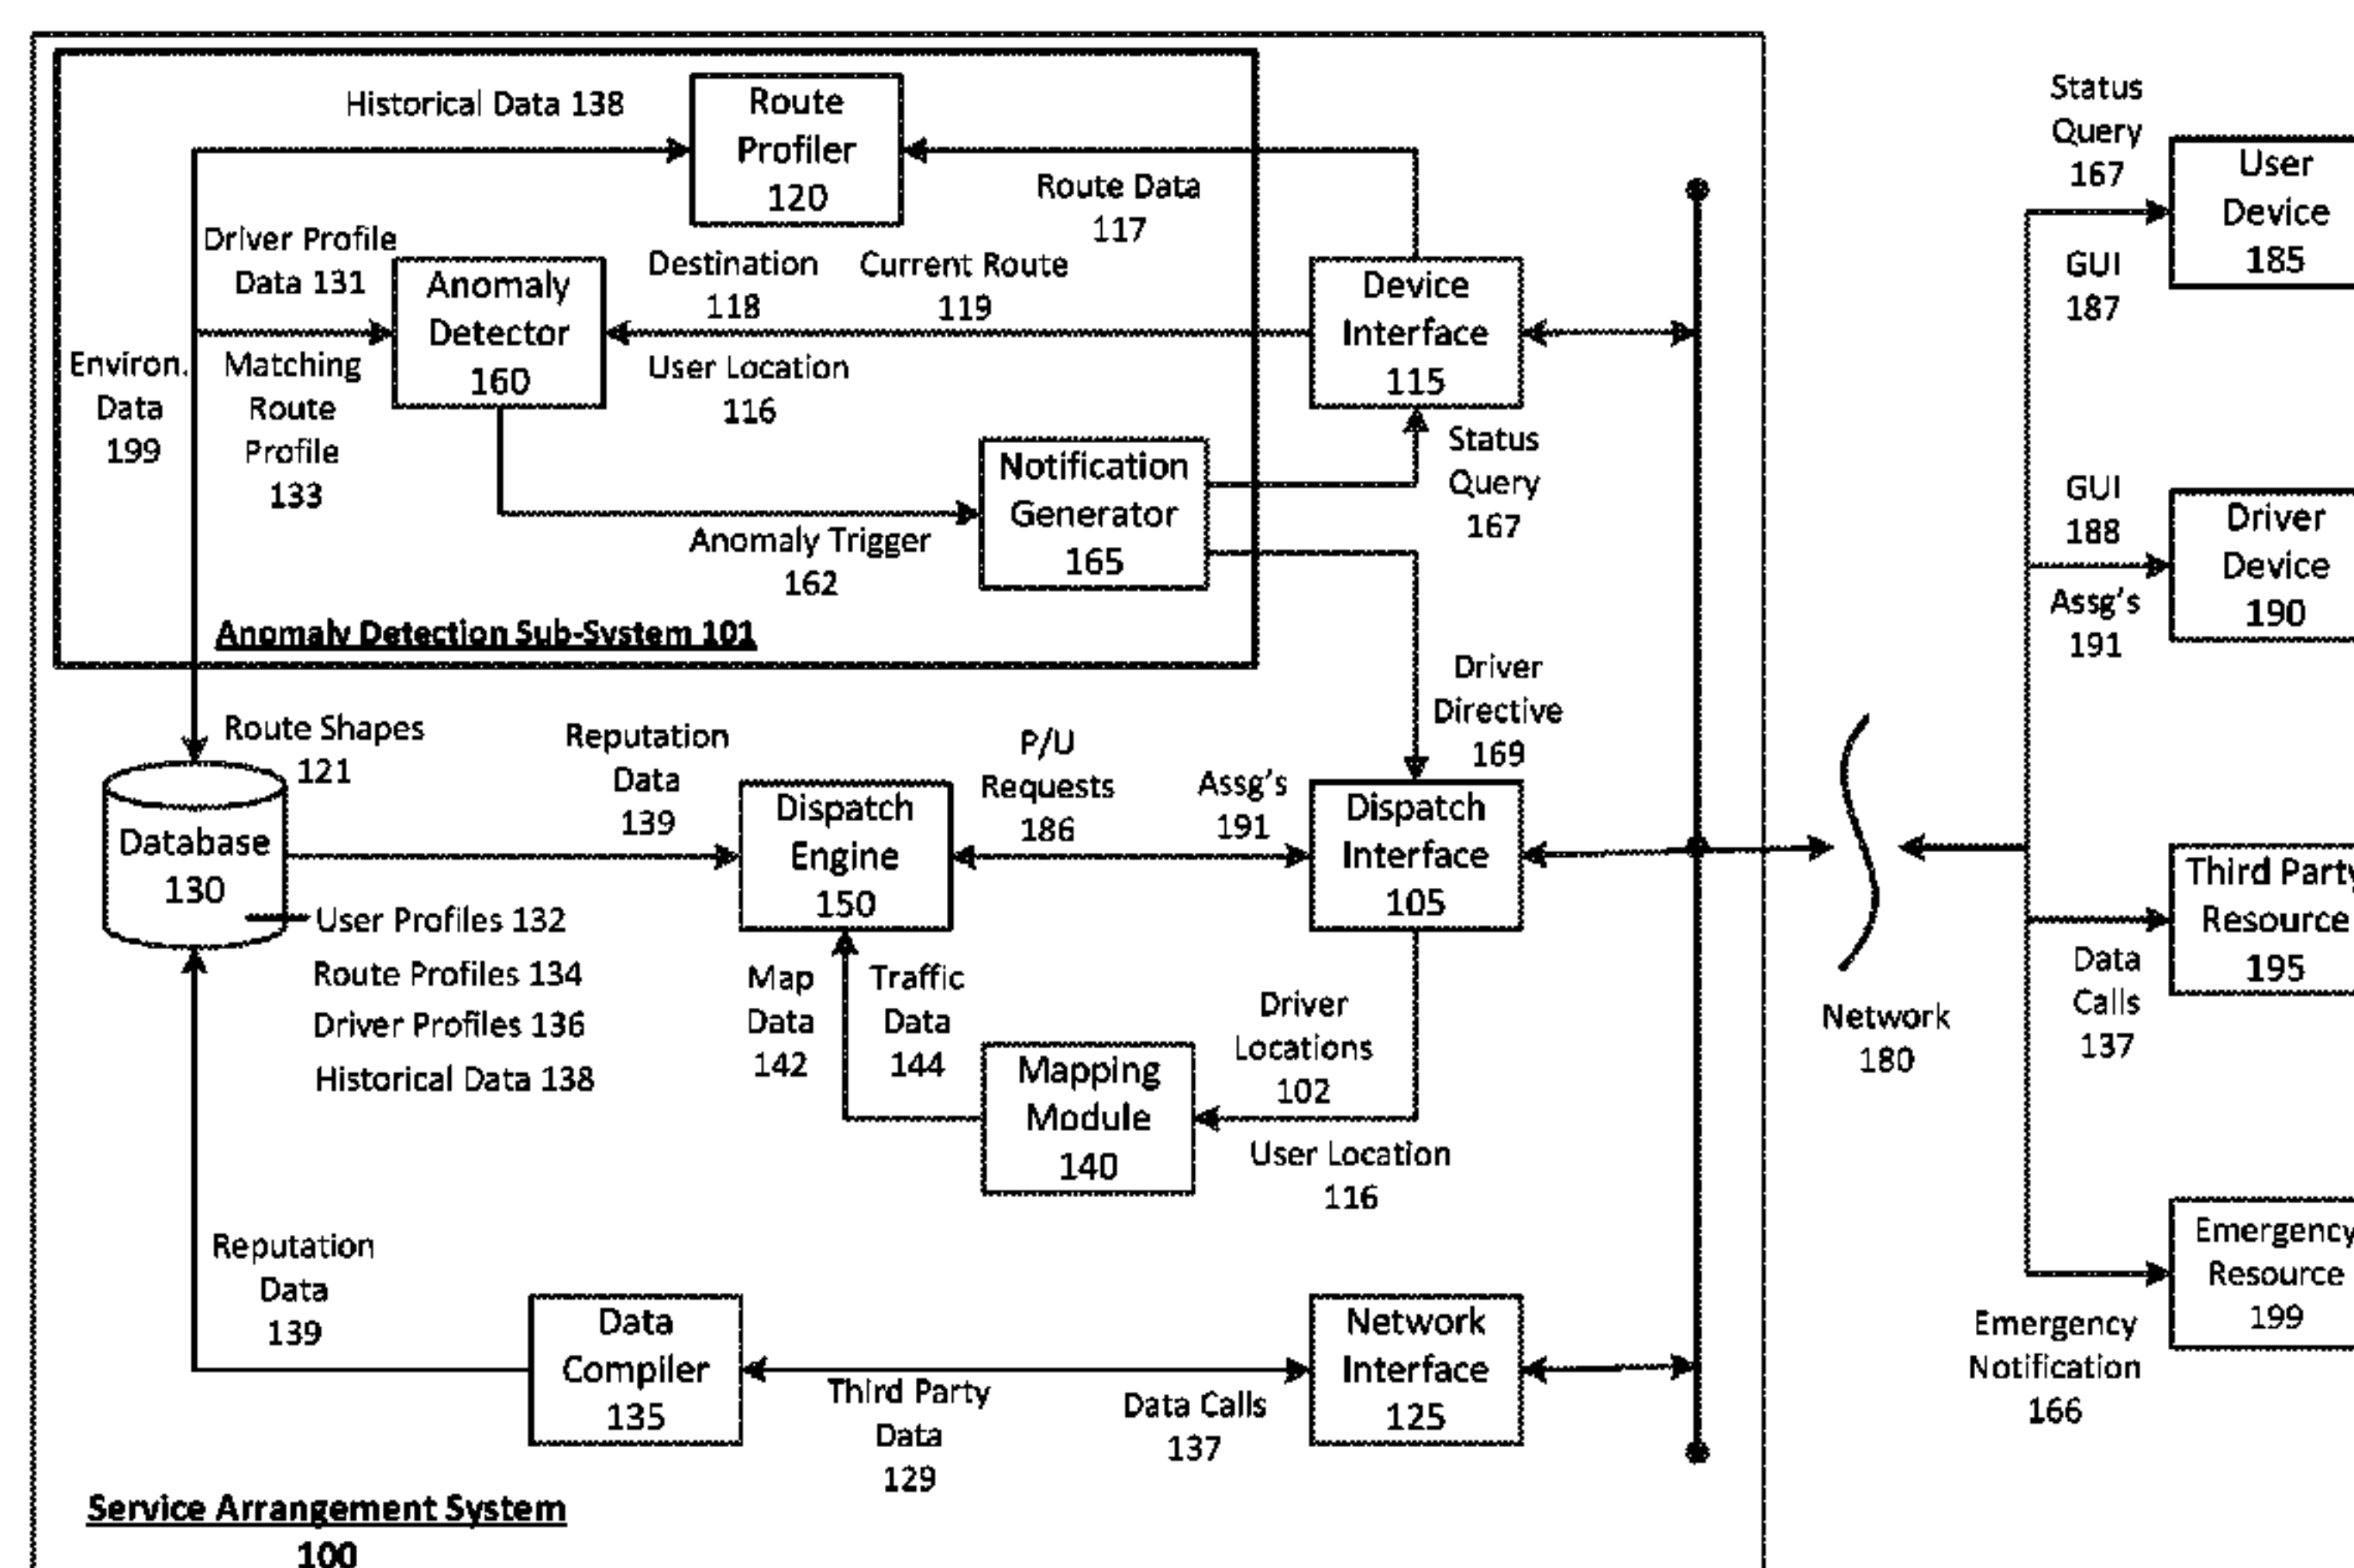 Historical Data 138
Route
Profiler
120
Route Data
117
Driver Profile
Data 131
Anomaly
Detector
160
Destination
118
Current Route
119
User Location
116
Device
Interface
115
Environ.
Data
199
Matching
Route
Profile
133
Notification
Generator
165
Status
Query
167
Anomaly Trigger
162
Anomaly Detection Sub-System 101
Driver
Directive
169
Route Shapes
121
Database
130
Reputation
Data
139
Dispatch
Engine
150
P/U
Requests
186
Assg's
191
Dispatch
Interface
105
User Profiles 132
Route Profiles 134
Driver Profiles 136
Historical Data 138
Map
Data
142
Traffic
Data
144
Mapping
Module
140
Driver
Locations
102
User Location
116
Reputation
Data
139
Data
Compiler
135
Third Party
Data
129
Data Calls
137
Network
Interface
125
Service Arrangement System
100
Network
180
Status
Query
167
User
Device
185
GUI
187
GUI
188
Driver
Device
190
Assg's
191
Third Party
Resource
195
Data
Calls
137
Emergency
Resource
199
Emergency
Notification
166